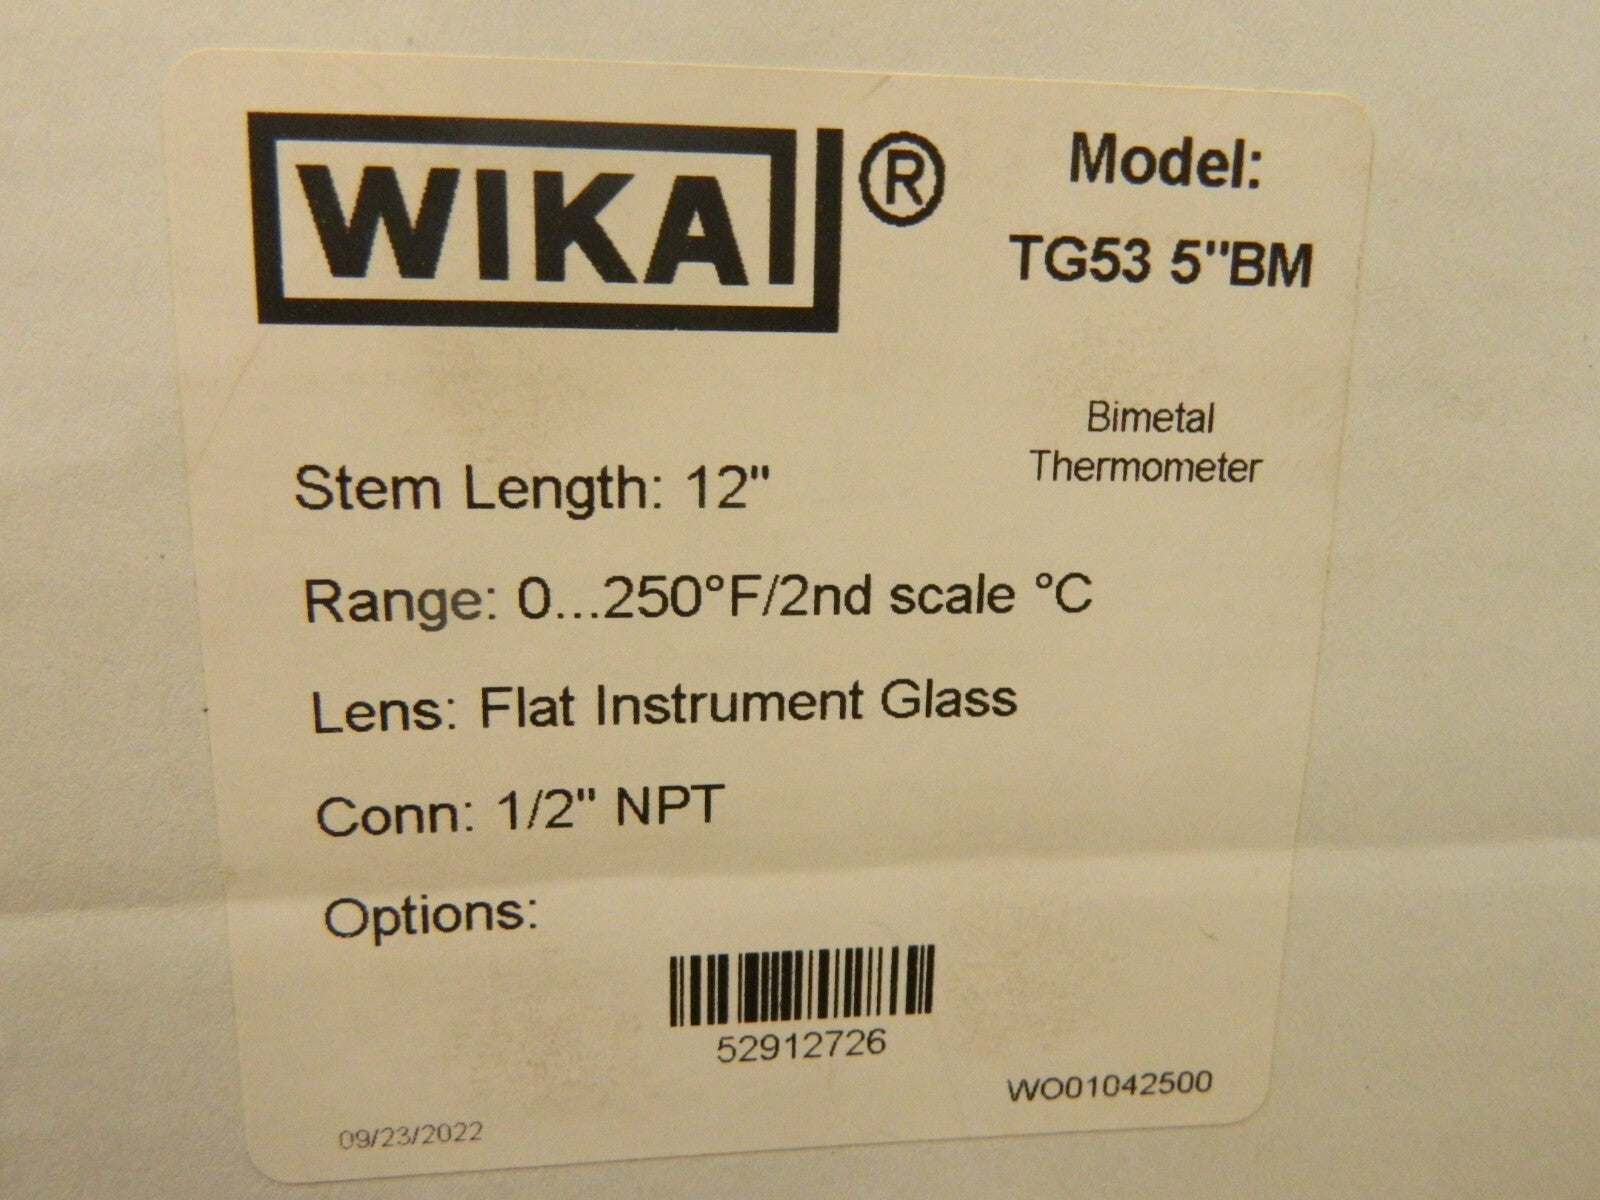 WIKA ®
Model:
TG53 5"BM
Bimetal
Thermometer
Stem Length: 12"
Range: 0...250°F/2nd scale °C
Lens: Flat Instrument Glass
Conn: 1/2" NPT
Options:
52912726
WO01042500
09/23/2022